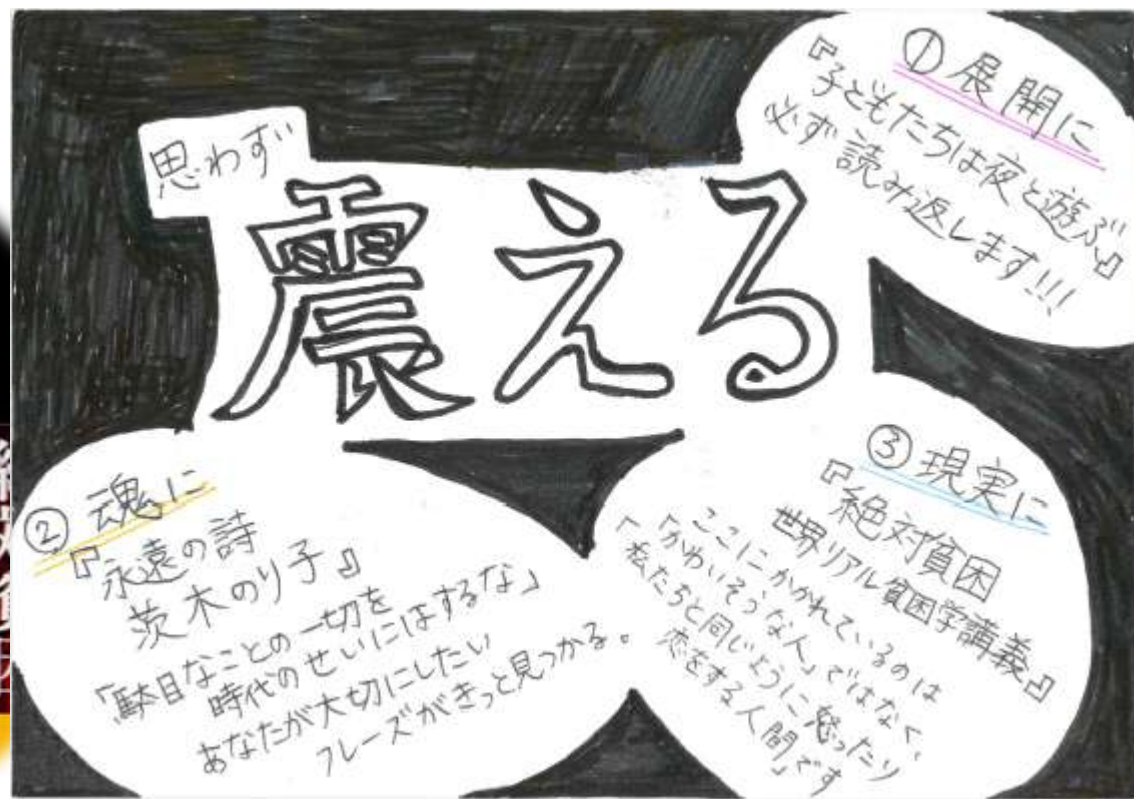 思わず
震える
①展開に
『子どもたちは夜と遊ぶ』
必ず読み返します!!!
②魂に
『永遠の詩
茨木のり子』
「駄目なことの一切を
時代のせいにはするな」
あなたが大切にしたい
フレーズがきっと見つかる。
③現実に
『絶対貧困
世界リアル貧困学講義』
ここにかかれているのは
「かわいそうな人」ではなく、
「私たちと同じように怒ったり
恋をする人間」です